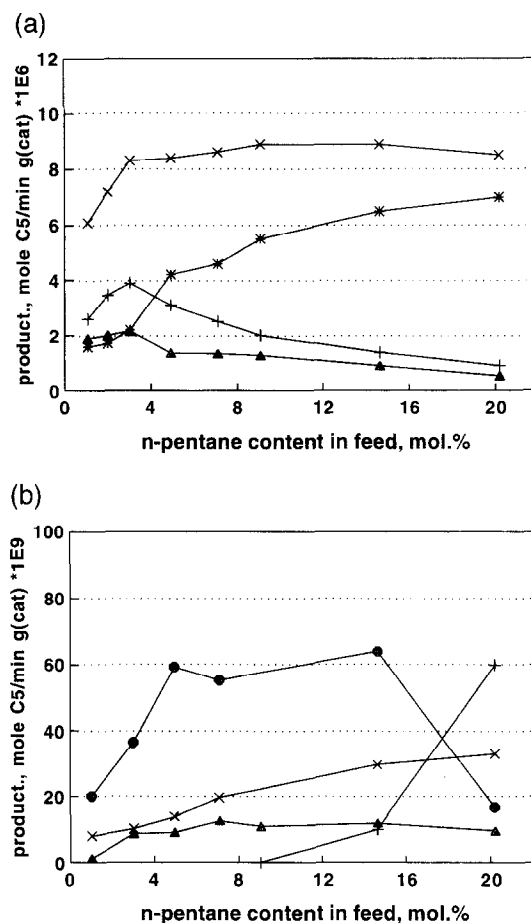 (a)
product., mole C5/min g(cat) *1E6
12
10
8
6
4
2
0
0 4 8 12 16 20
n-pentane content in feed, mol.%
(b)
product., mole C5/min g(cat) *1E9
100
80
60
40
20
0
0 4 8 12 16 20
n-pentane content in feed, mol.%